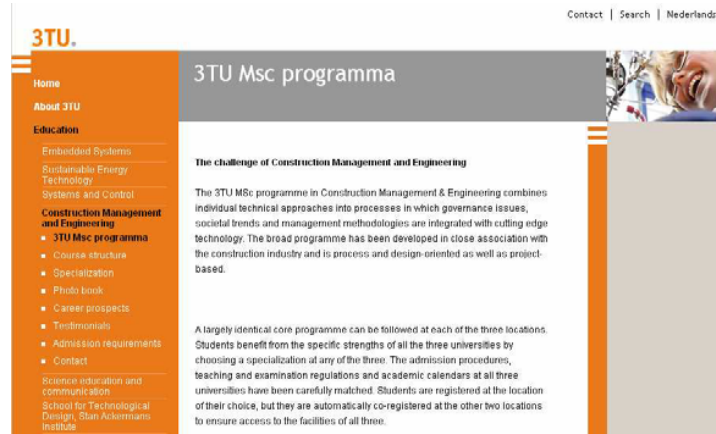 Contact | Search | Nederlands
3TU.
Home
About 3TU
Education
Embedded Systems
Sustainable Energy
Technology
Systems and Control
Construction Management
and Engineering
3TU Msc programma
Course structure
Specialization
Photo book
Career prospects
Testimonials
Admission requirements
Contact
Science education and
communication
School for Technological
Design, Stan Ackermans
Institute
3TU Msc programma
The challenge of Construction Management and Engineering
The 3TU MSc programme in Construction Management & Engineering combines
individual technical approaches into processes in which governance issues,
societal trends and management methodologies are integrated with cutting edge
technology. The broad programme has been developed in close association with
the construction industry and is process and design-oriented as well as project-
based.
A largely identical core programme can be followed at each of the three locations.
Students benefit from the specific strengths of all the three universities by
choosing a specialization at any of the three. The admission procedures,
teaching and examination regulations and academic calendars at all three
universities have been carefully matched. Students are registered at the location
of their choice, but they are automatically co-registered at the other two locations
to ensure access to the facilities of all three.